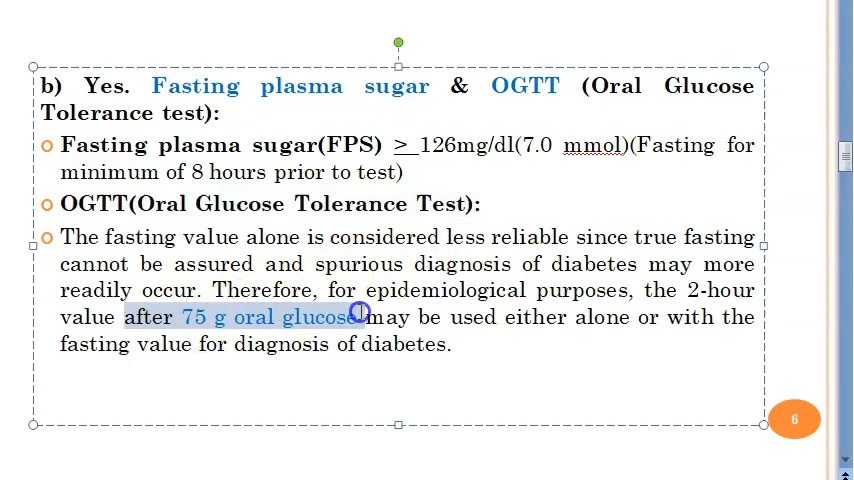 b) Yes. Fasting plasma sugar & OGTT (Oral Glucose
Tolerance test):
Fasting plasma sugar(FPS) > 126mg/dl(7.0 mmol)(Fasting for
minimum of 8 hours prior to test)
OGTT(Oral Glucose Tolerance Test):
The fasting value alone is considered less reliable since true fasting
cannot be assured and spurious diagnosis of diabetes may more
readily occur. Therefore, for epidemiological purposes, the 2-hour
value after 75 g oral glucose may be used either alone or with the
fasting value for diagnosis of diabetes.
6